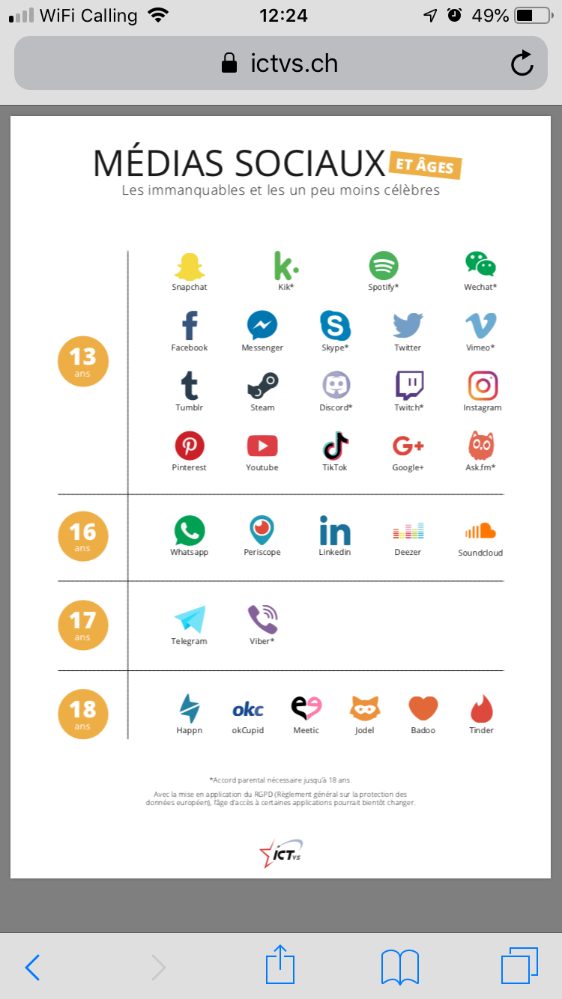 WiFi Calling 12:24 49%
ictvs.ch
MÉDIAS SOCIAUX ET ÂGES
Les immanquables et les un peu moins célèbres
Snapchat Kik* Spotify* Wechat*
Facebook Messenger Skype* Twitter Vimeo*
13
ans
Tumblr Steam Discord* Twitch* Instagram
Pinterest Youtube TikTok Google+ Ask.fm*
16
ans
Whatsapp Periscope Linkedin Deezer Soundcloud
17
ans
Telegram Viber*
18
ans
okc
Happn okCupid Meetic Jodel Badoo Tinder
*Accord parental nécessaire jusqu'à 18 ans.
Avec la mise en application du RGPD (Règlement général sur la protection des
données européen), l'âge d'accès à certaines applications pourrait bientôt changer.
ICTvs